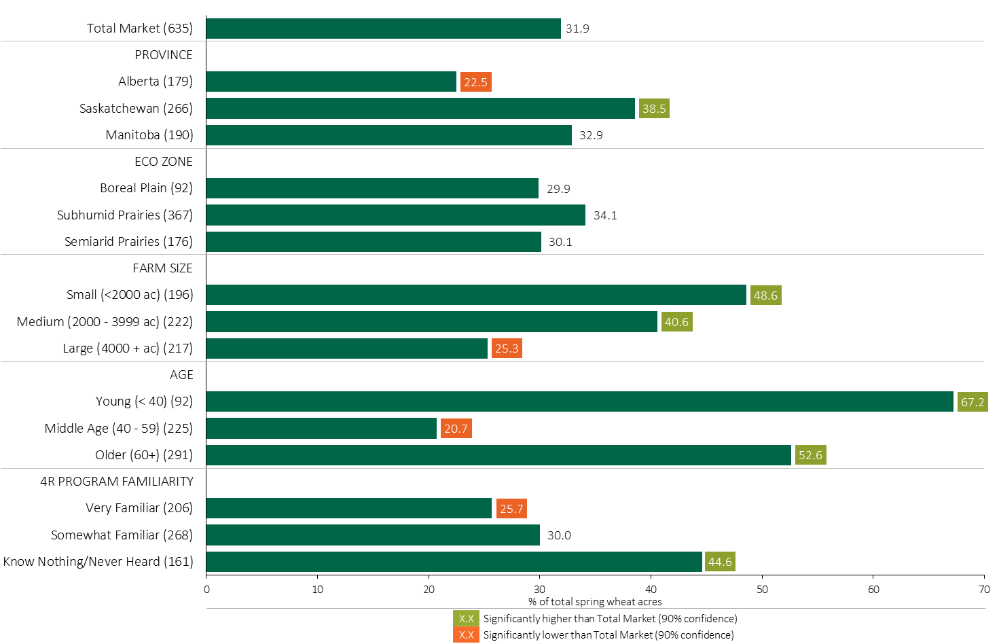 Total Market (635) 31.9
PROVINCE
Alberta (179) 22.5
Saskatchewan (266) 38.5
Manitoba (190) 32.9
ECO ZONE
Boreal Plain (92) 29.9
Subhumid Prairies (367) 34.1
Semiarid Prairies (176) 30.1
FARM SIZE
Small (<2000 ac) (196) 48.6
Medium (2000 - 3999 ac) (222) 40.6
Large (4000 + ac) (217) 25.3
AGE
Young (< 40) (92) 67.2
Middle Age (40 - 59) (225) 20.7
Older (60+) (291) 52.6
4R PROGRAM FAMILIARITY
Very Familiar (206) 25.7
Somewhat Familiar (268) 30.0
Know Nothing/Never Heard (161) 44.6
0 10 20 30 40 50 60 70
% of total spring wheat acres
X.X Significantly higher than Total Market (90% confidence)
X.X Significantly lower than Total Market (90% confidence)